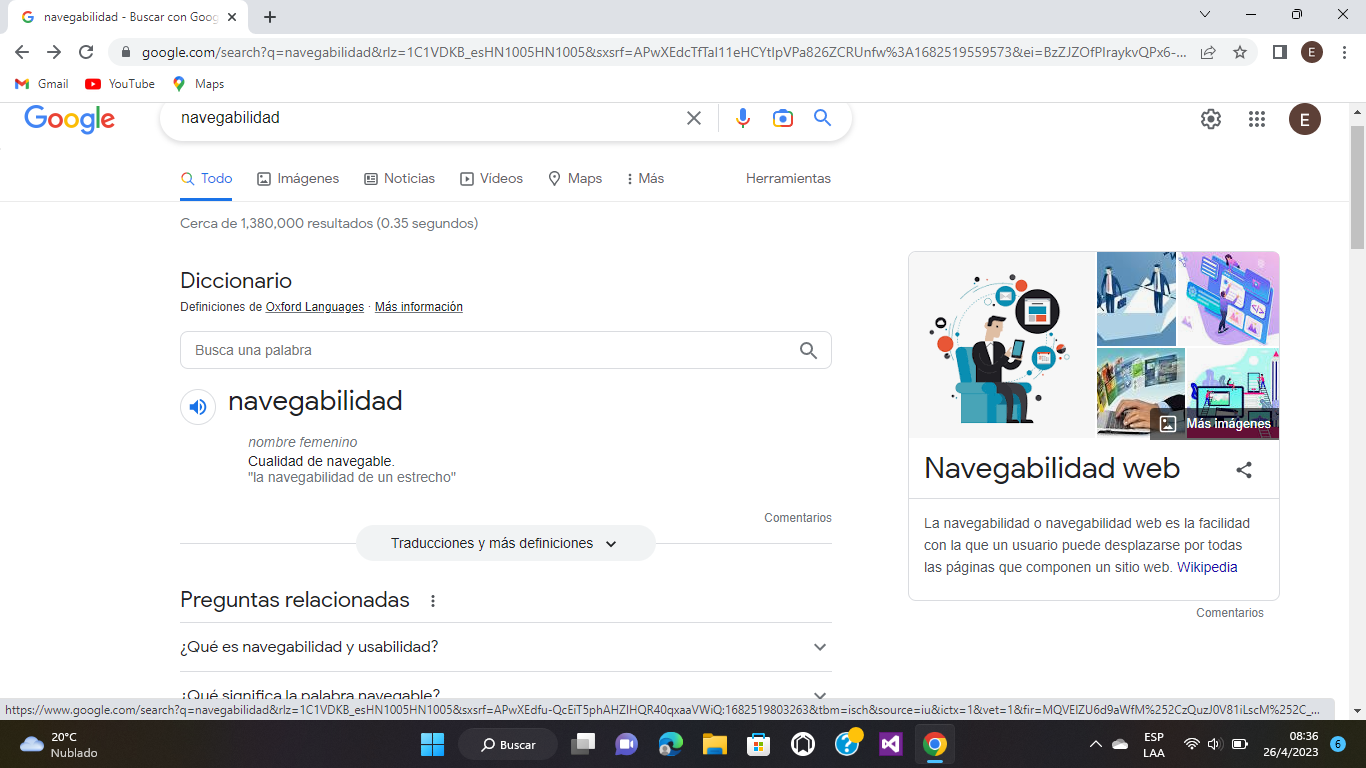 navegabilidad - Buscar con Goog
google.com/search?q=navegabilidad&rlz=1C1VDKB_esHN1005HN1005&sxsrf=APwXEdcTfTaI11eHCYtIpVPa826ZCRUnfw%3A1682519559573&ei=BzZJZOfPIraykvQPx6-...
E
Gmail YouTube Maps
Google navegabilidad E
Todo Imágenes Noticias Videos Maps Más Herramientas
Cerca de 1,380,000 resultados (0.35 segundos)
Diccionario
Definiciones de Oxford Languages · Más información
Busca una palabra
navegabilidad
nombre femenino
Cualidad de navegable.
"la navegabilidad de un estrecho"
Comentarios
Traducciones y más definiciones
Preguntas relacionadas
¿Qué es navegabilidad y usabilidad?
¿Qué significa la palabra navegable?
Más imágenes
Navegabilidad web
La navegabilidad o navegabilidad web es la facilidad
con la que un usuario puede desplazarse por todas
las páginas que componen un sitio web. Wikipedia
Comentarios
https://www.google.com/search?q=navegabilidad&rlz=1C1VDKB_esHN1005HN1005&sxsrf=APwXEdfu-QcEiT5phAHZIHQR40qxaaVWiQ:1682519803263&tbm=isch&source=iu&ictx=1&vet=1&fir=MQVEIZU6d9aWfM%252CzQuzJ0V81iLscM%252C_...
20°C
Nublado
Buscar
ESP
LAA
08:36
26/4/2023
6